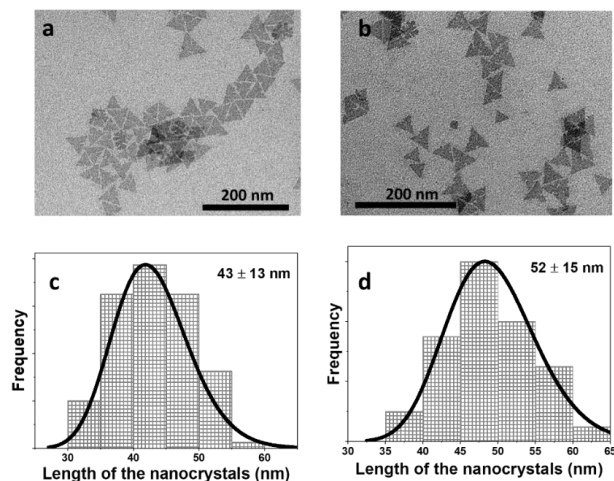 a
200 nm
b
200 nm
c
43 ± 13 nm
Frequency
30 40 50 60
Length of the nanocrystals (nm)
d
52 ± 15 nm
Frequency
30 35 40 45 50 55 60 65
Length of the nanocrystals (nm)